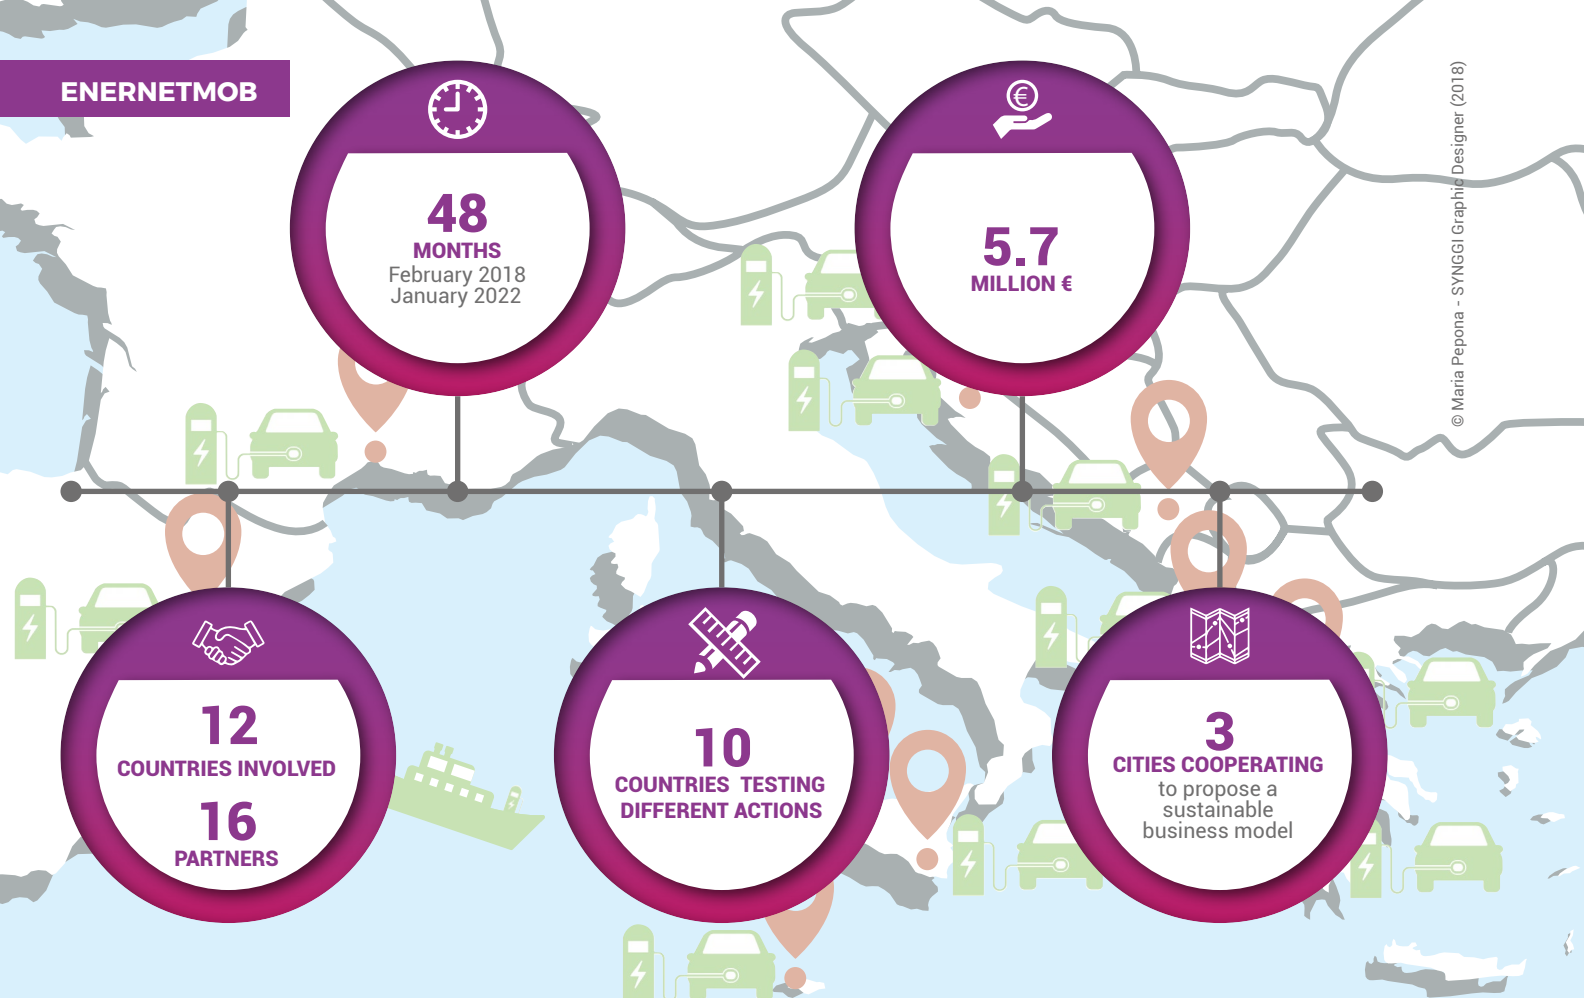 ENERNETMOB
48
MONTHS
February 2018
January 2022
€
5.7
MILLION €
12
COUNTRIES INVOLVED
16
PARTNERS
10
COUNTRIES TESTING
DIFFERENT ACTIONS
3
CITIES COOPERATING
to propose a
sustainable
business model
© Maria Pepona - SYNGGI Graphic Designer (2018)